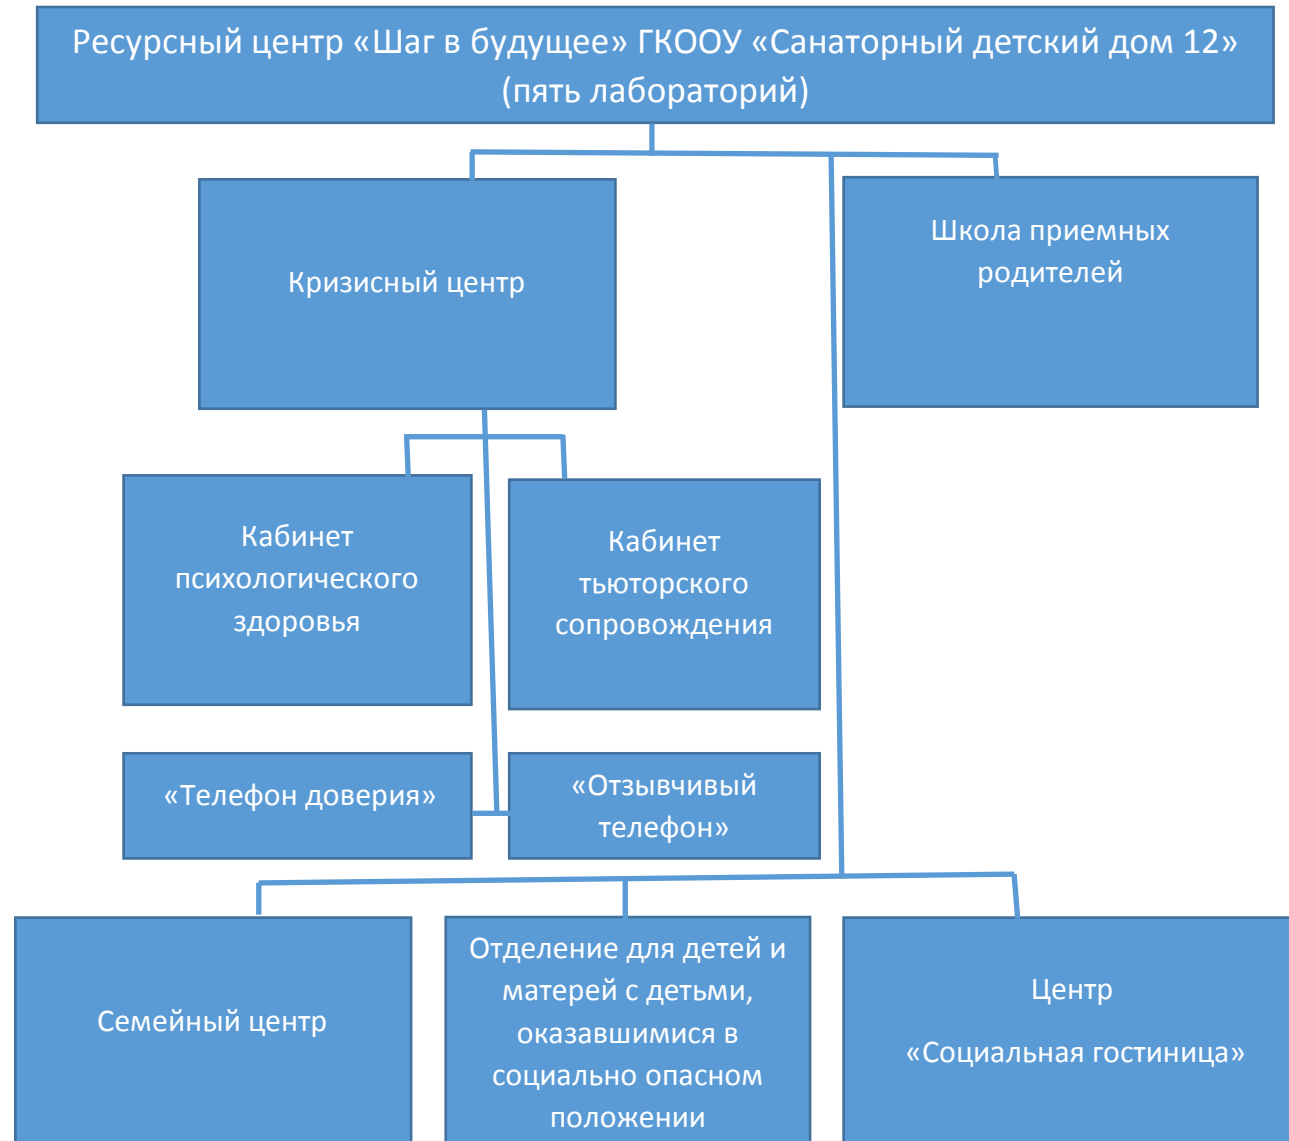 Ресурсный центр «Шаг в будущее» ГКООУ «Санаторный детский дом 12»
(пять лабораторий)
Кризисный центр
Школа приемных
родителей
Кабинет
психологического
здоровья
Кабинет
тьюторского
сопровождения
«Телефон доверия»
«Отзывчивый
телефон»
Семейный центр
Отделение для детей и
матерей с детьми,
оказавшимися в
социально опасном
положении
Центр
«Социальная гостиница»